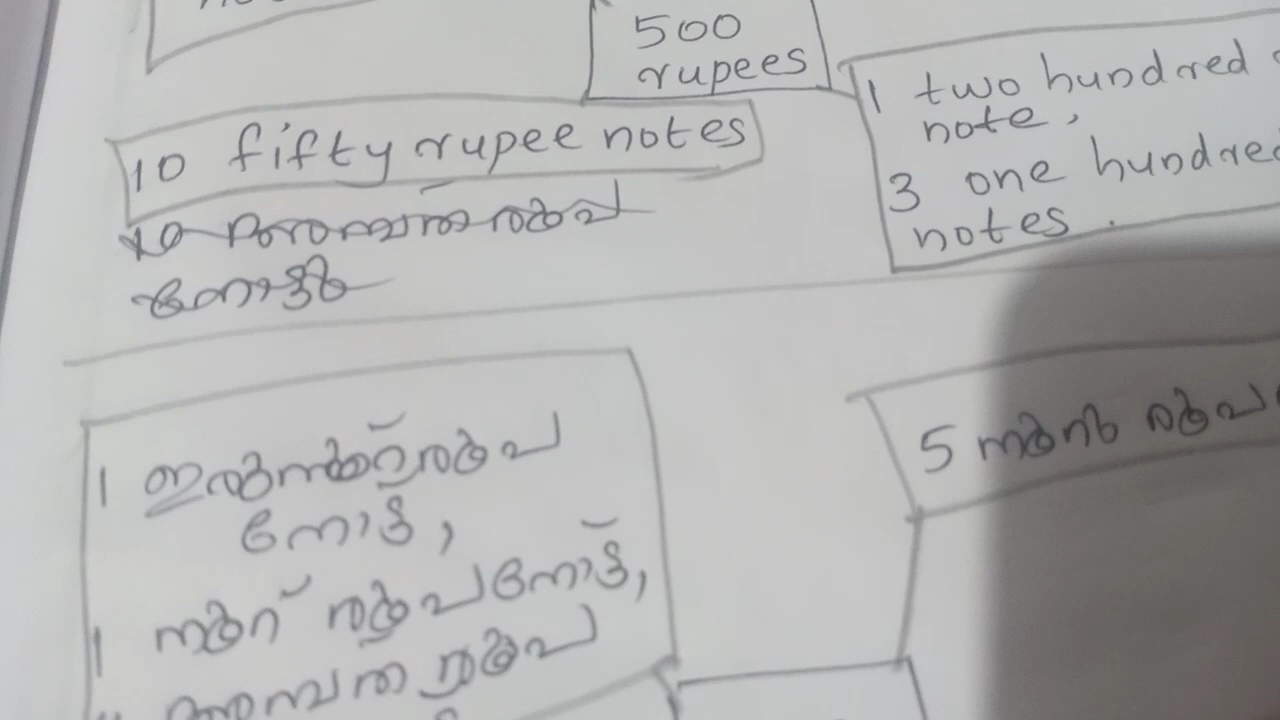 500
rupees
10 fifty rupee notes
1 two hundred
note,
3 one hundred
notes.
1 ഇരുന്നൂറ് രൂപ
നോട്ട്,
1 നൂറ് രൂപനോട്ട്,
അമ്പത് രൂപ
5 നൂറിൻ രൂപ